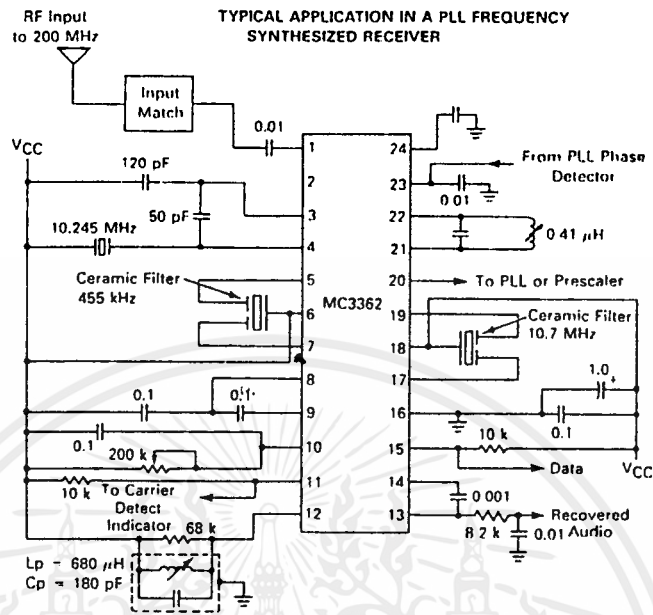 TYPICAL APPLICATION IN A PLL FREQUENCY
SYNTHESIZED RECEIVER
RF Input
to 200 MHz
Input
Match
0.01
VCC
120 pF
50 pF
10.245 MHz
Ceramic Filter
455 kHz
0.1
0.1
0.1
200 k
10 k
To Carrier
Detect
Indicator
68 k
Lp - 680 µH
Cp = 180 pF
1
2
3
4
5
6
7
8
9
10
11
12
MC3362
24
23
22
21
20
19
18
17
16
15
14
13
From PLL Phase
Detector
0.01
0.41 µH
To PLL or Prescaler
Ceramic Filter
10.7 MHz
1.0
+
0.1
10 k
VCC
Data
0.001
8.2 k
0.01
Recovered
Audio